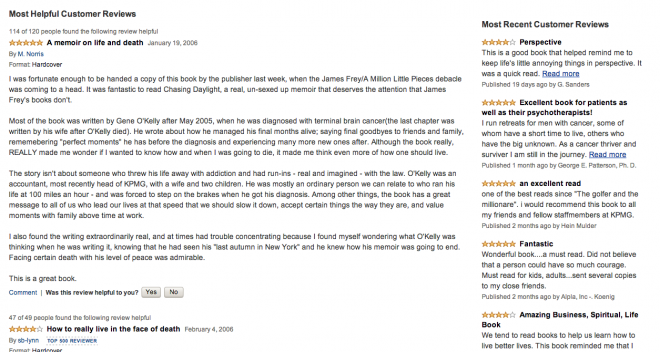 Most Helpful Customer Reviews
114 of 120 people found the following review helpful
A memoir on life and death January 19, 2006
By M. Norris
Format: Hardcover
I was fortunate enough to be handed a copy of this book by the publisher last week, when the James Frey/A Million Little Pieces debacle
was coming to a head. It was fantastic to read Chasing Daylight, a real, un-sexed up memoir that deserves the attention that James
Frey's books don't.
Most of the book was written by Gene O'Kelly after May 2005, when he was diagnosed with terminal brain cancer(the last chapter was
written by his wife after O'Kelly died). He wrote about how he managed his final months alive; saying final goodbyes to friends and family,
rememebering "perfect moments" he has before the diagnosis and experiencing many more new ones after. Although the book really,
REALLY made me wonder if I wanted to know how and when I was going to die, it made me think even more of how one should live.
The story isn't about someone who threw his life away with addiction and had run-ins - real and imagined - with the law. O'Kelly was an
accountant, most recently head of KPMG, with a wife and two children. He was mostly an ordinary person we can relate to who ran his
life at 100 miles an hour - and was forced to step on the brakes when he got his diagnosis. Among other things, the book has a great
message to all of us who lead our lives at that speed that we should slow it down, accept certain things the way they are, and value
moments with family above time at work.
I also found the writing extraordinarily real, and at times had trouble concentrating because I found myself wondering what O'Kelly was
thinking when he was writing it, knowing that he had seen his "last autumn in New York" and he knew how his memoir was going to end.
Facing certain death with his level of peace was admirable.
This is a great book.
Comment | Was this review helpful to you? Yes No
47 of 49 people found the following review helpful
How to really live in the face of death February 4, 2006
By sb-lynn TOP 500 REVIEWER
Format: Hardcover
Most Recent Customer Reviews
Perspective
This is a good book that helped remind me to
keep life's little annoying things in perspective. It
was a quick read. Read more
Published 19 days ago by G. Sanders
Excellent book for patients as
well as their psychotherapists!
I run retreats for men with cancer, some of
whom have a short time to live, others who
have the big unknown. As a cancer thriver and
surviver I am still in the journey. Read more
Published 1 month ago by George E. Patterson, Ph. D.
an excellent read
one of the best reads since "The golfer and the
millionaire". i would recommend this book to all
my friends and fellow staffmembers at KPMG.
Published 2 months ago by Hein Mulder
Fantastic
Wonderful book....a must read. Did not believe
that a person could have so much courage.
Must read for kids, adults...sent several copies
to my close friends.
Published 2 months ago by Alpla, Inc -. Koenig
Amazing Business, Spiritual, Life
Book
We tend to read books to help us learn how to
live better lives. This book reminded me that I